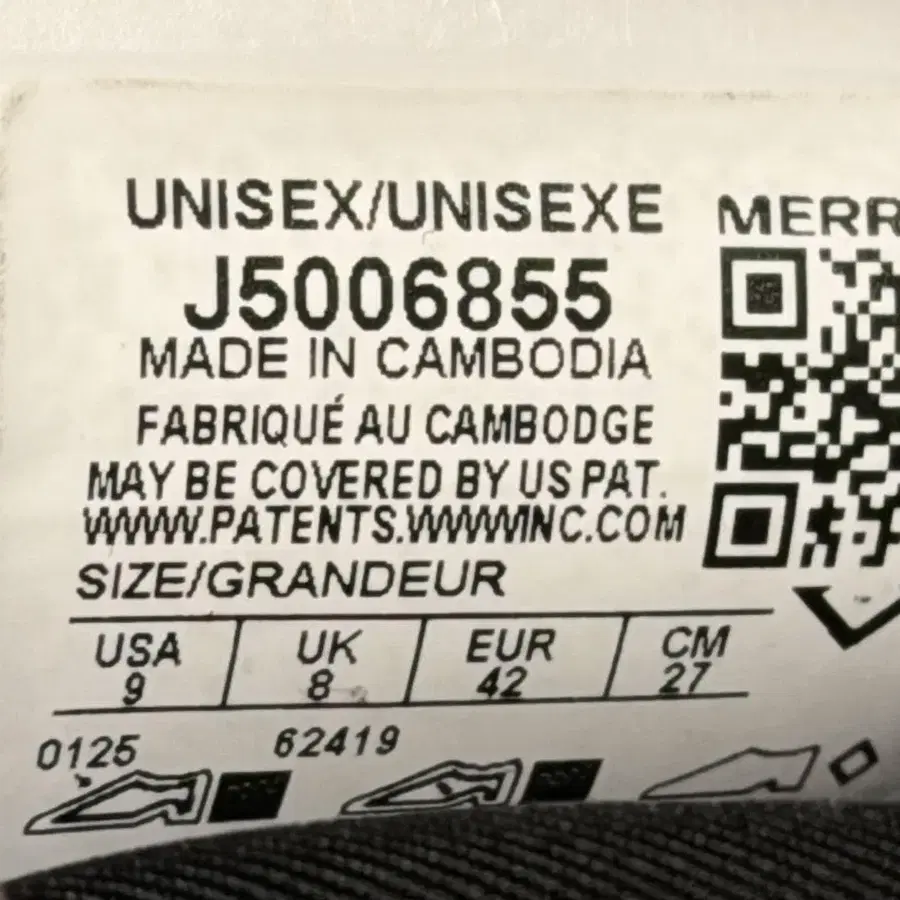 UNISEX/UNISEXE
J5006855
MADE IN CAMBODIA
FABRIQUÉ AU CAMBODGE
MAY BE COVERED BY US PAT.
WWW.PATENTS.WWWINC.COM
SIZE/GRANDEUR
USA UK EUR CM
9 8 42 27
0125 62419
MERR